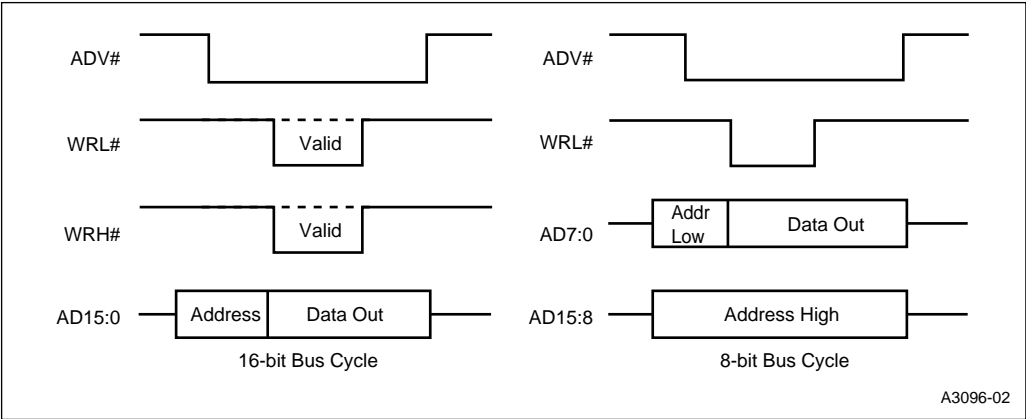 ADV#
WRL#
Valid
WRH#
Valid
AD15:0
Address
Data Out
16-bit Bus Cycle
ADV#
WRL#
AD7:0
Addr
Low
Data Out
AD15:8
Address High
8-bit Bus Cycle
A3096-02